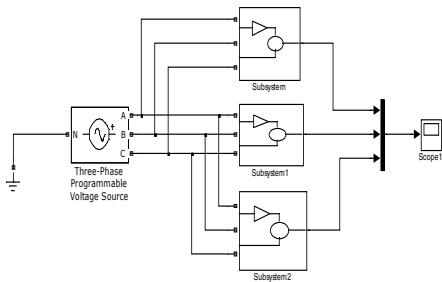 Subsystem
A
N
B
C
+
Three-Phase
Programmable
Voltage Source
Subsystem1
Scope1
Subsystem2